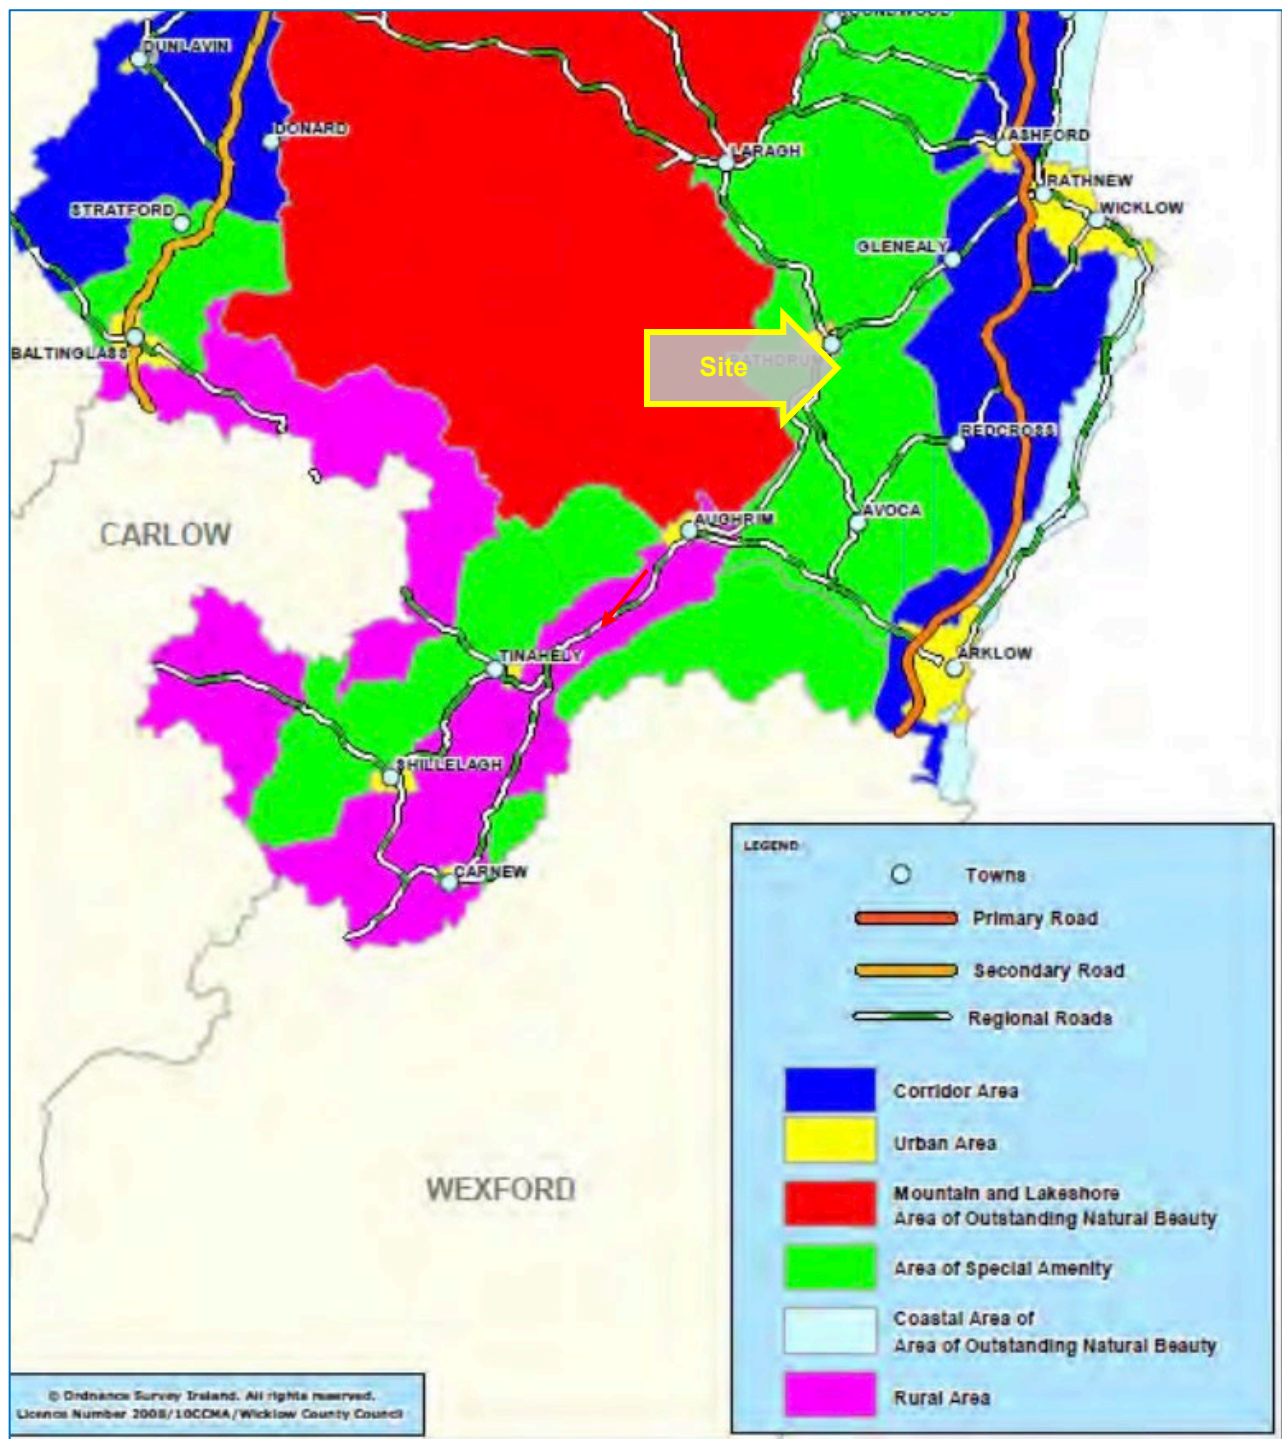 DUNLAVIN
DONARD
LARAGH
ASHFORD
RATHNEW
WICKLOW
STRATFORD
GLENEALY
BALTINGLASS
RATHDRUM
Site
REDCROSS
AUGHRIM
AVOCA
CARLOW
TINAHELY
ARKLOW
SHILLELAGH
CARNEW
WEXFORD
LEGEND
Towns
Primary Road
Secondary Road
Regional Roads
Corridor Area
Urban Area
Mountain and Lakeshore
Area of Outstanding Natural Beauty
Area of Special Amenity
Coastal Area of
Area of Outstanding Natural Beauty
Rural Area
© Ordnance Survey Ireland. All rights reserved.
Licence Number 2008/10CCMA/Wicklow County Council